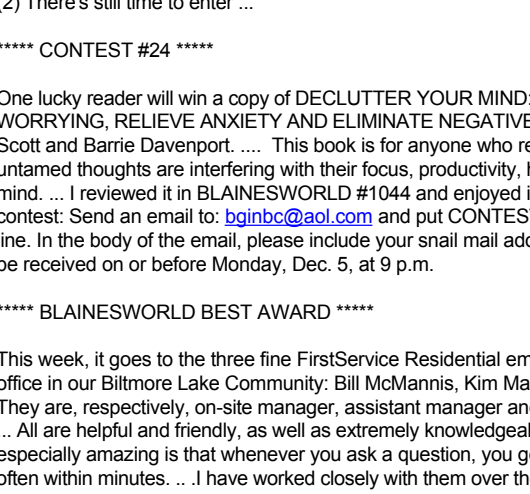 (2) There's still time to enter ...
***** CONTEST #24 *****
One lucky reader will win a copy of DECLUTTER YOUR MIND:
WORRYING, RELIEVE ANXIETY AND ELIMINATE NEGATIVE
Scott and Barrie Davenport. .... This book is for anyone who re
untamed thoughts are interfering with their focus, productivity, h
mind. ... I reviewed it in BLAINESWORLD #1044 and enjoyed i
contest: Send an email to: bginbc@aol.com and put CONTEST
line. In the body of the email, please include your snail mail add
be received on or before Monday, Dec. 5, at 9 p.m.
***** BLAINESWORLD BEST AWARD *****
This week, it goes to the three fine FirstService Residential em
office in our Biltmore Lake Community: Bill McMannis, Kim Ma
They are, respectively, on-site manager, assistant manager an
... All are helpful and friendly, as well as extremely knowledgeal
especially amazing is that whenever you ask a question, you g
often within minutes. .. .I have worked closely with them over th